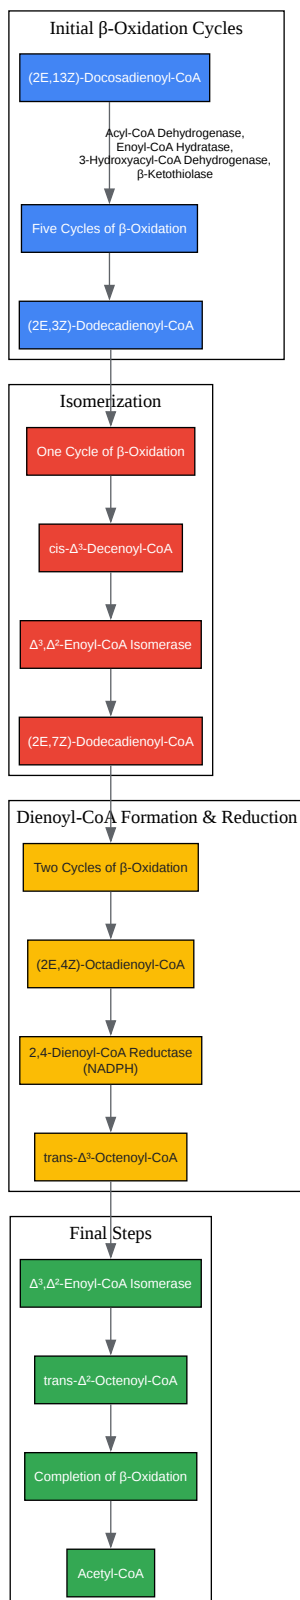 Initial β-Oxidation Cycles
(2E,13Z)-Docosadienoyl-CoA
Acyl-CoA Dehydrogenase,
Enoyl-CoA Hydratase,
3-Hydroxyacyl-CoA Dehydrogenase,
β-Ketothiolase
Five Cycles of β-Oxidation
(2E,3Z)-Dodecadienoyl-CoA
Isomerization
One Cycle of β-Oxidation
cis-Δ³-Decenoyl-CoA
Δ³,Δ²-Enoyl-CoA Isomerase
(2E,7Z)-Dodecadienoyl-CoA
Dienoyl-CoA Formation & Reduction
Two Cycles of β-Oxidation
(2E,4Z)-Octadienoyl-CoA
2,4-Dienoyl-CoA Reductase
(NADPH)
trans-Δ³-Octenoyl-CoA
Final Steps
Δ³,Δ²-Enoyl-CoA Isomerase
trans-Δ²-Octenoyl-CoA
Completion of β-Oxidation
Acetyl-CoA